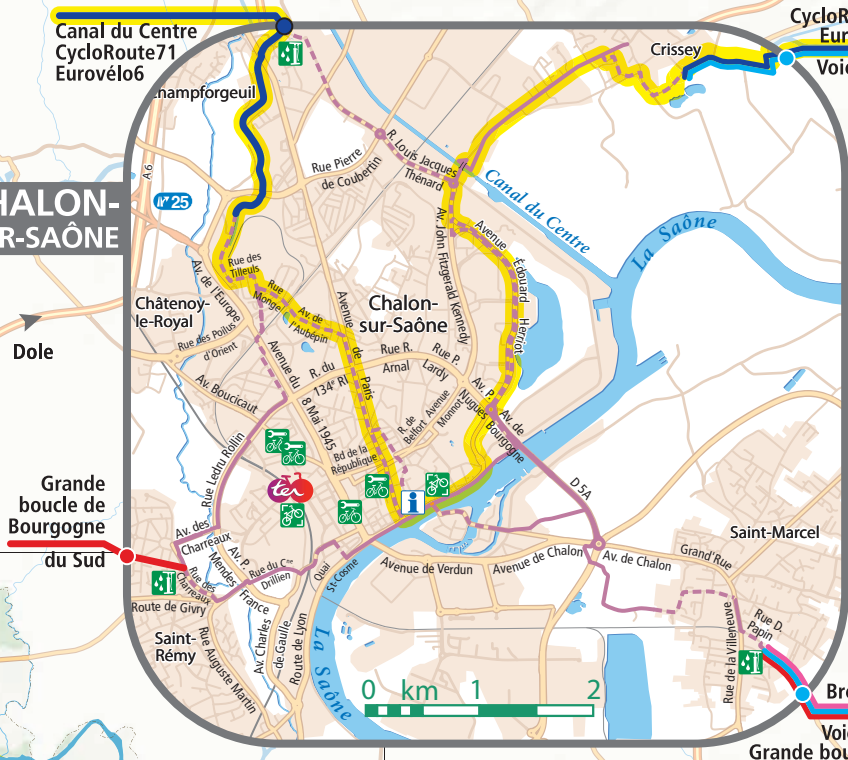 Canal du Centre
CycloRoute71
Eurovélo6
CycloR
Eur
Voie
Crissey
hampforgeuil
A 6
25
HALON-
R-SAÔNE
Rue Pierre
de Coubertin
R. Louis Jacques
Thénard
Canal du Centre
La Saône
Avenue
Édouard
Herriot
Av. John Fitzgerald Kennedy
Rue des
Tilleuls
Av. de l'Europe
Rue
Monge
Av. de
l'Aubépin
Avenue
de
Paris
Châtenoy-
le-Royal
Chalon-
sur-Saône
Dole
Rue des Poilus
d'Orient
Av. Boucicaut
Avenue du
8 Mai 1945
R. du
134e RI
Rue R.
Arnal
Rue P.
Lardy
Av. P.
Nugues
Av. de
Bourgogne
R. de
Belfort
Avenue
Monnot
Bd de la
République
Rue Ledru Rollin
ter
i
D 5A
Grande
boucle de
Bourgogne
du Sud
Av. des
Charreaux
Rue des
Charreaux
Av. P.
Mendes
France
Rue du Cne
Drillien
Quai
St-Cosme
Avenue de Verdun
Avenue de Chalon
Av. de Chalon
Saint-Marcel
Grand'Rue
Rue D.
Papin
Rue de la Villeneuve
Route de Givry
Saint-
Rémy
Rue Auguste Martin
Av. Charles
de Gaulle
Route de Lyon
La Saône
0 km 1 2
Bre
Voie
Grande bou